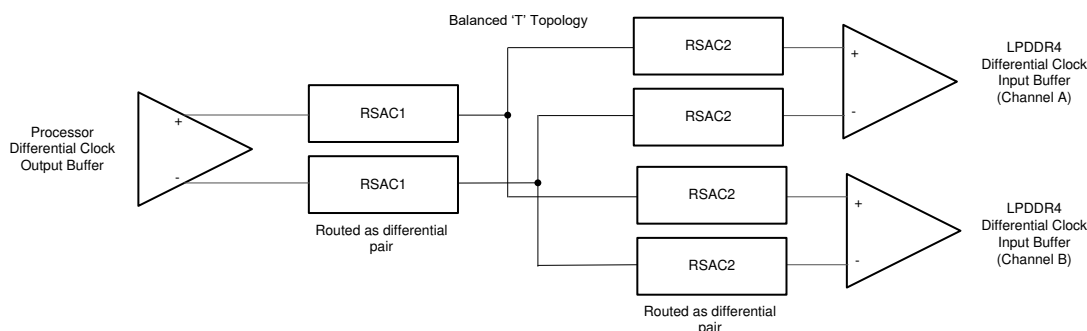 Balanced ‘T’ Topology
RSAC2
+
-
LPDDR4
Differential Clock
Input Buffer
(Channel A)
RSAC2
Processor
Differential Clock
Output Buffer
+
-
RSAC1
RSAC1
Routed as differential
pair
RSAC2
RSAC2
+
-
LPDDR4
Differential Clock
Input Buffer
(Channel B)
Routed as differential
pair